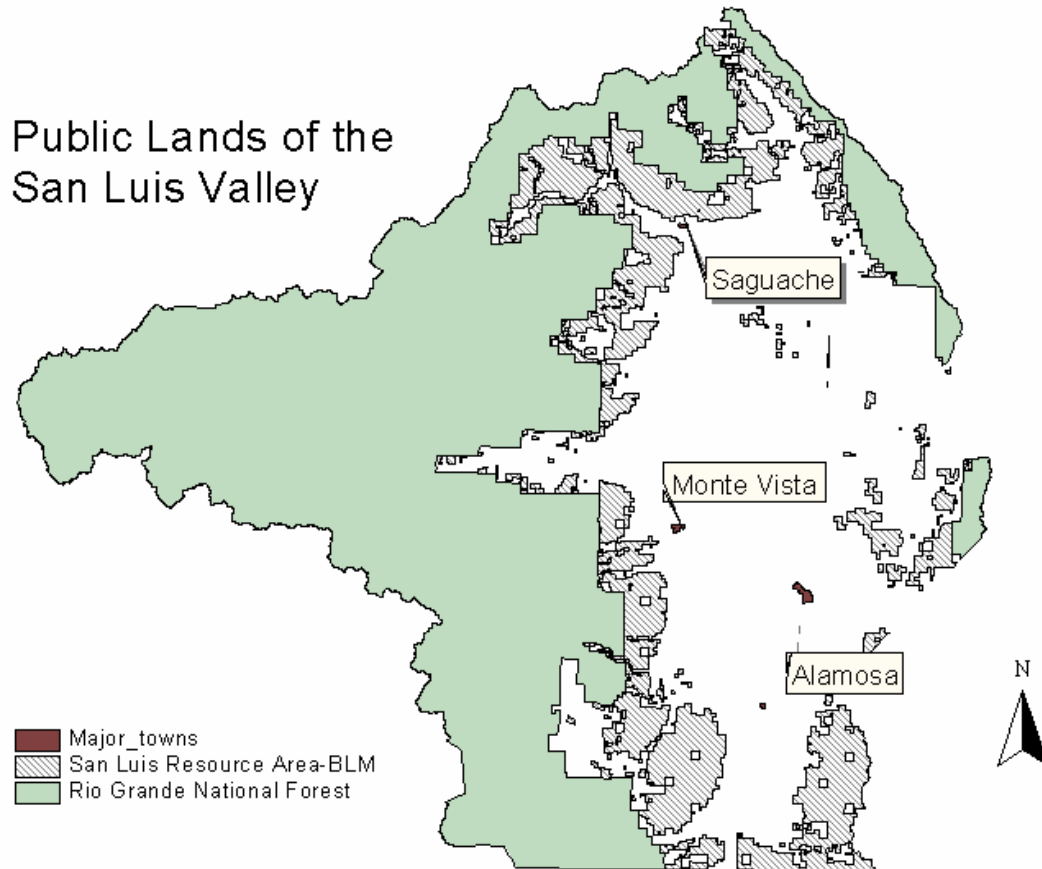 Public Lands of the
San Luis Valley
Saguache
Monte Vista
Alamosa
N
Major_towns
San Luis Resource Area-BLM
Rio Grande National Forest